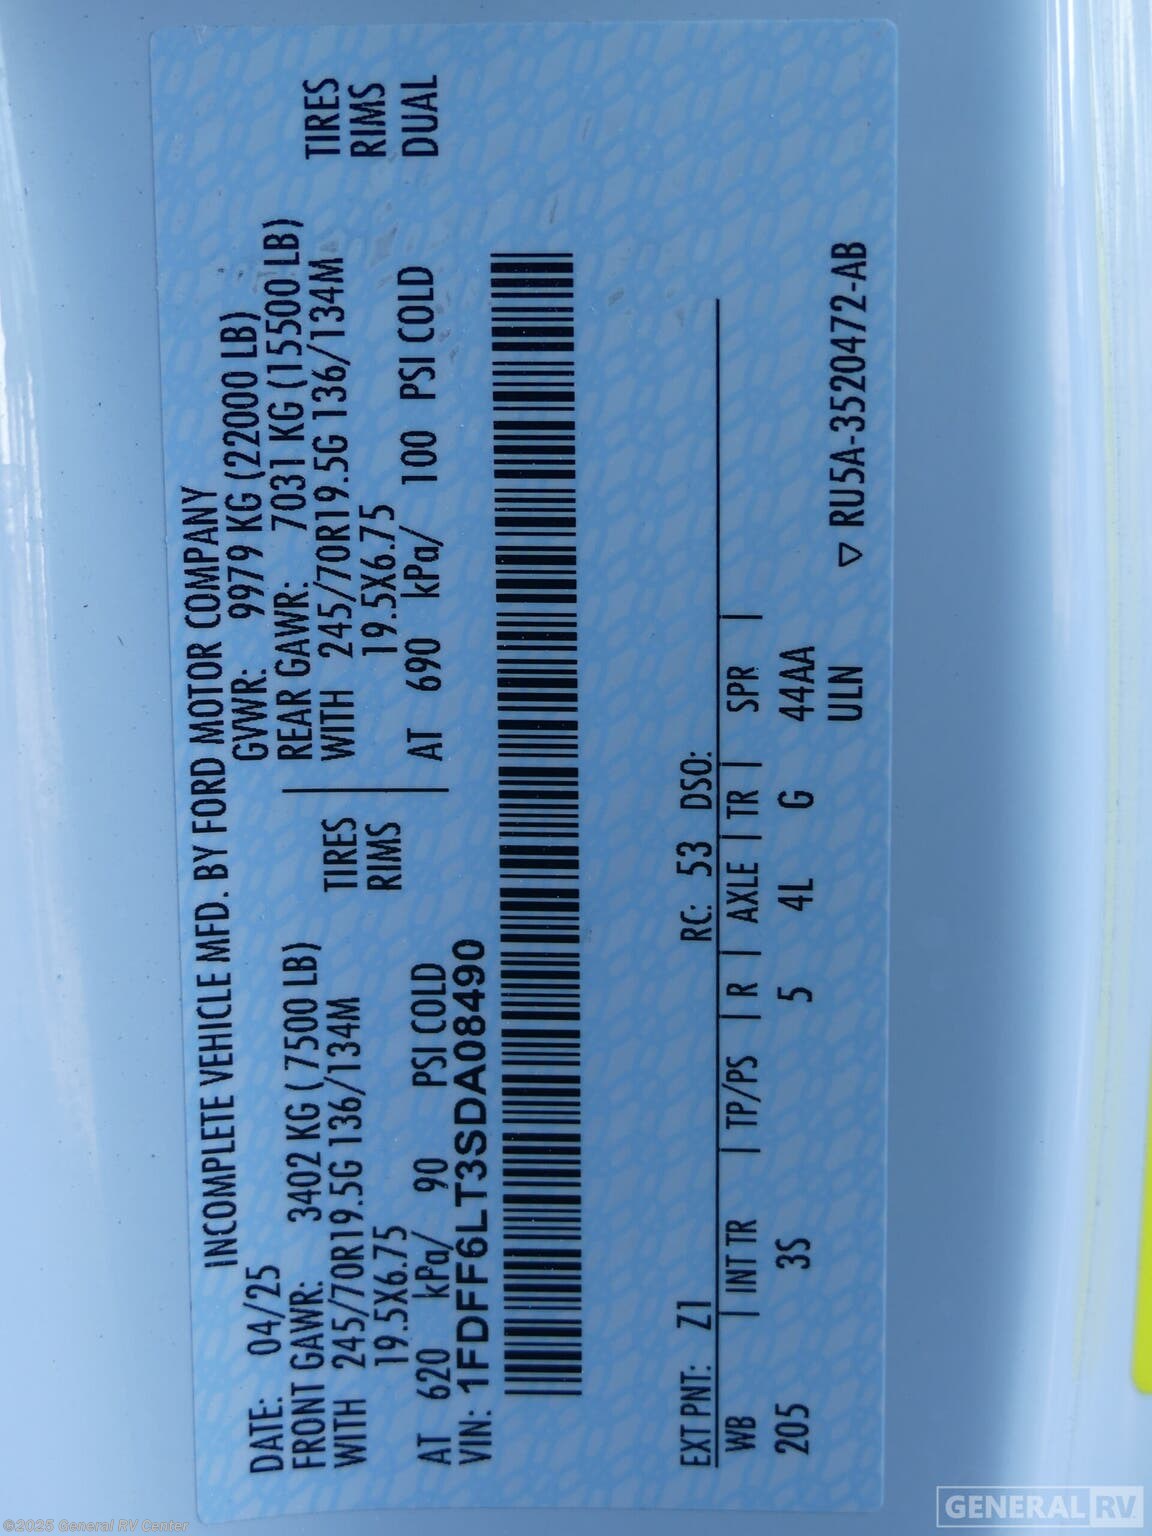 INCOMPLETE VEHICLE MFD. BY FORD MOTOR COMPANY
DATE: 04/25 GVWR: 9979 KG (22000 LB)
FRONT GAWR: 3402 KG ( 7500 LB) REAR GAWR: 7031 KG (15500 LB)
WITH 245/70R19.5G 136/134M TIRES WITH 245/70R19.5G 136/134M TIRES
19.5X6.75 RIMS 19.5X6.75 RIMS
AT 620 kPa/ 90 PSI COLD AT 690 kPa/ 100 PSI COLD DUAL
VIN: 1FDFF6LT3SDA08490
EXT PNT: Z1 RC: 53 DSO:
WB | INT TR | TP/PS | R | AXLE | TR | SPR |
205 3S 5 4L G 44AA
ULN ▽ RU5A-3520472-AB
©2025 General RV Center
GENERAL RV